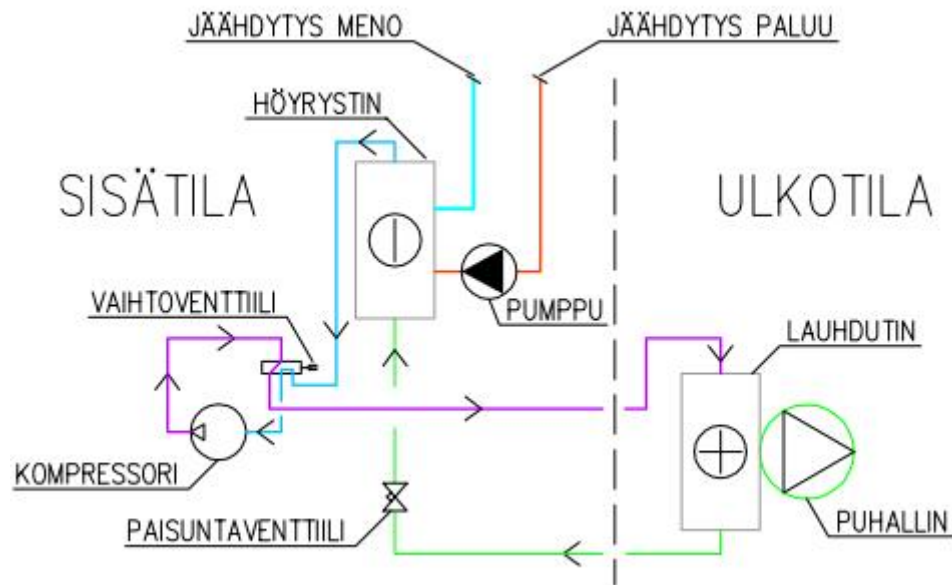 JÄÄHDYTYS MENO
JÄÄHDYTYS PALUU
HÖYRYSTIN
SISÄTILA
ULKOTILA
VAIHTOVENTTIILI
PUMPPU
LAUHDUTIN
KOMPRESSORI
PAISUNTAVENTTIILI
PUHALLIN